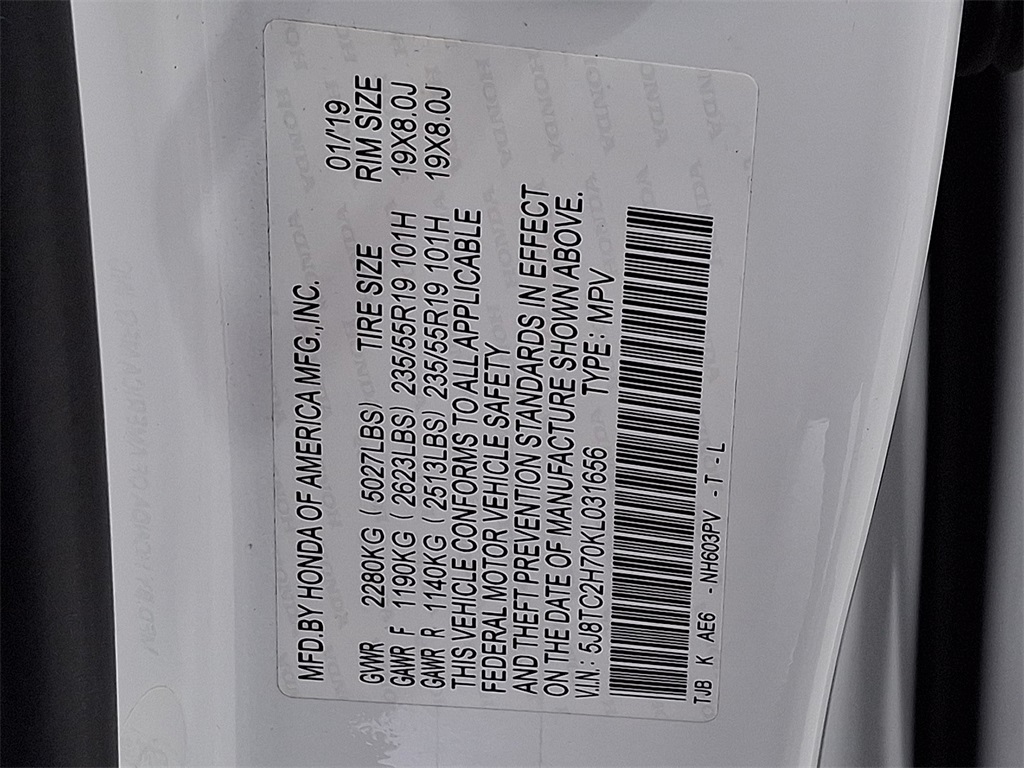 MFD.BY HONDA OF AMERICA MFG.,INC. 01/'19
GVWR 2280KG ( 5027LBS) TIRE SIZE RIM SIZE
GAWR F 1190KG ( 2623LBS) 235/55R19 101H 19X8.0J
GAWR R 1140KG ( 2513LBS) 235/55R19 101H 19X8.0J
THIS VEHICLE CONFORMS TO ALL APPLICABLE
FEDERAL MOTOR VEHICLE SAFETY
AND THEFT PREVENTION STANDARDS IN EFFECT
ON THE DATE OF MANUFACTURE SHOWN ABOVE.
V.I.N.: 5J8TC2H70KL031656 TYPE: MPV
TJB K AE6 - NH603PV - T - L